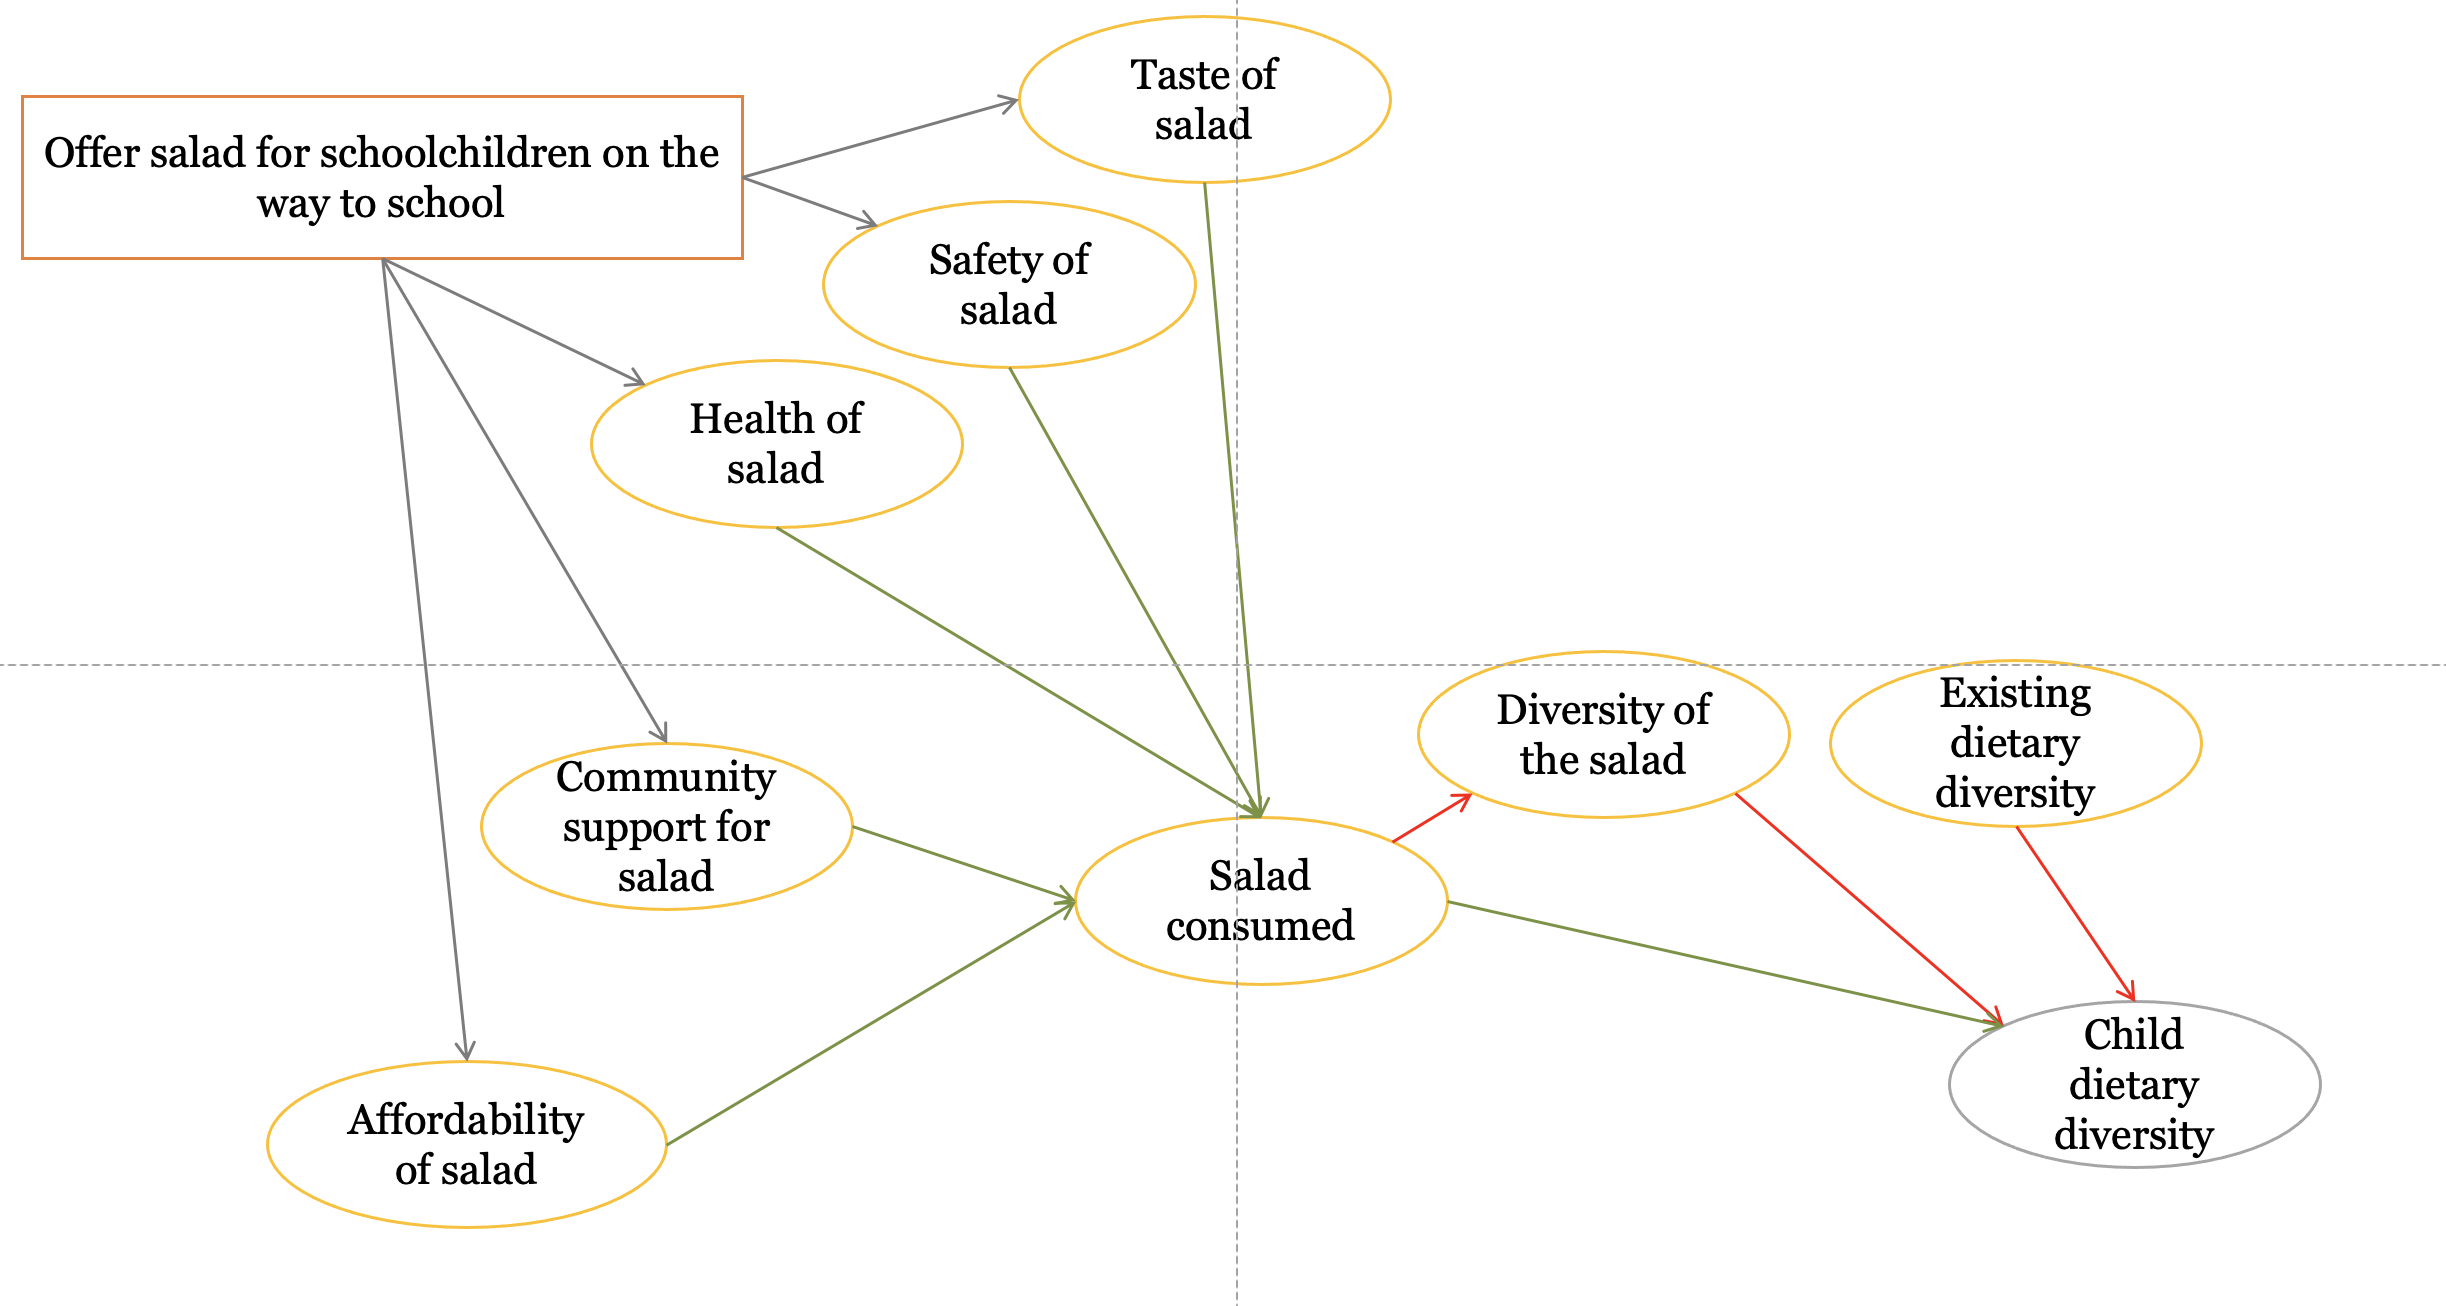 Taste of
salad
Offer salad for schoolchildren on the
way to school
Safety of
salad
Health of
salad
Diversity of
the salad
Existing
dietary
diversity
Community
support for
salad
Salad
consumed
Child
dietary
diversity
Affordability
of salad